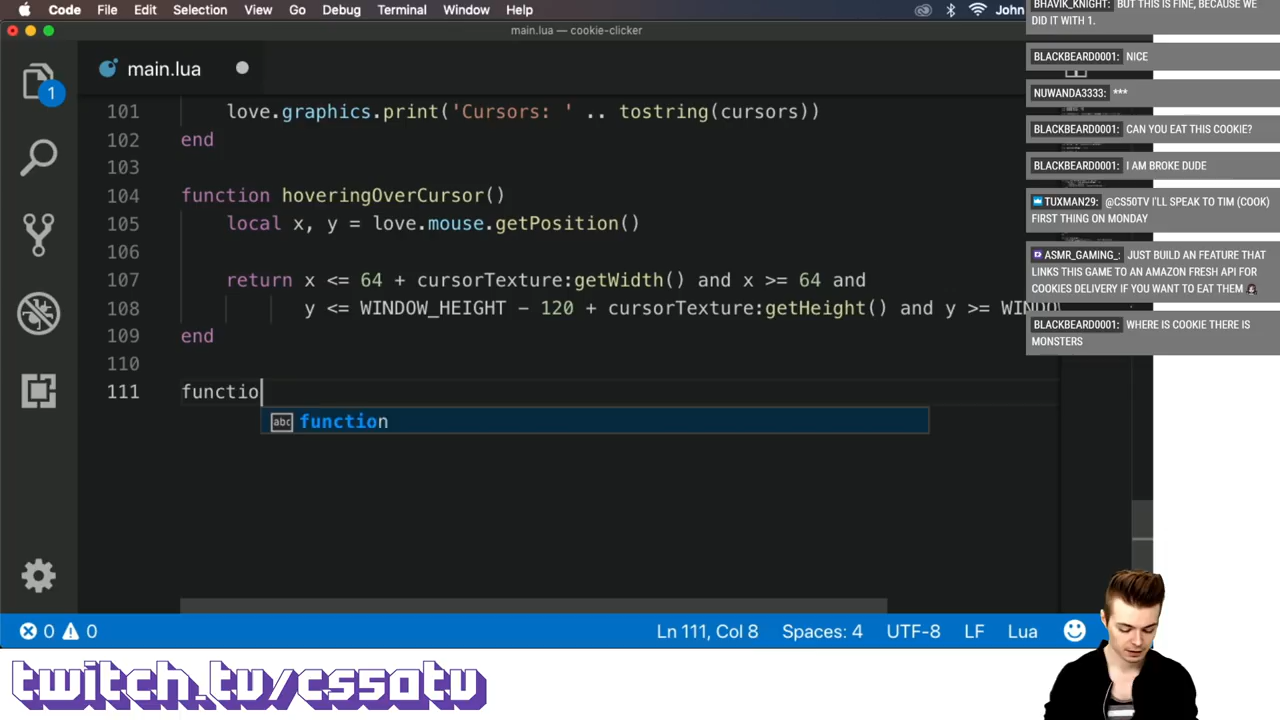 Code File Edit Selection View Go Debug Terminal Window Help John
main.lua — cookie-clicker
1
main.lua
101 love.graphics.print('Cursors: ' .. tostring(cursors))
102 end
103
104 function hoveringOverCursor()
105 local x, y = love.mouse.getPosition()
106
107 return x <= 64 + cursorTexture:getWidth() and x >= 64 and
108 y <= WINDOW_HEIGHT - 120 + cursorTexture:getHeight() and y >=
109 end
110
111 functio
abc function
0 0 Ln 111, Col 8 Spaces: 4 UTF-8 LF Lua
BHAVIK_KNIGHT: BUT THIS IS FINE, BECAUSE WE
DID IT WITH 1.
BLACKBEARD0001: NICE
NUWANDA3333: ***
BLACKBEARD0001: CAN YOU EAT THIS COOKIE?
BLACKBEARD0001: I AM BROKE DUDE
TUXMAN29: @CS50TV I'LL SPEAK TO TIM (COOK)
FIRST THING ON MONDAY
ASMR_GAMING_: JUST BUILD AN FEATURE THAT
LINKS THIS GAME TO AN AMAZON FRESH API FOR
COOKIES DELIVERY IF YOU WANT TO EAT THEM
BLACKBEARD0001: WHERE IS COOKIE THERE IS
MONSTERS
twitch.tv/cs50tv